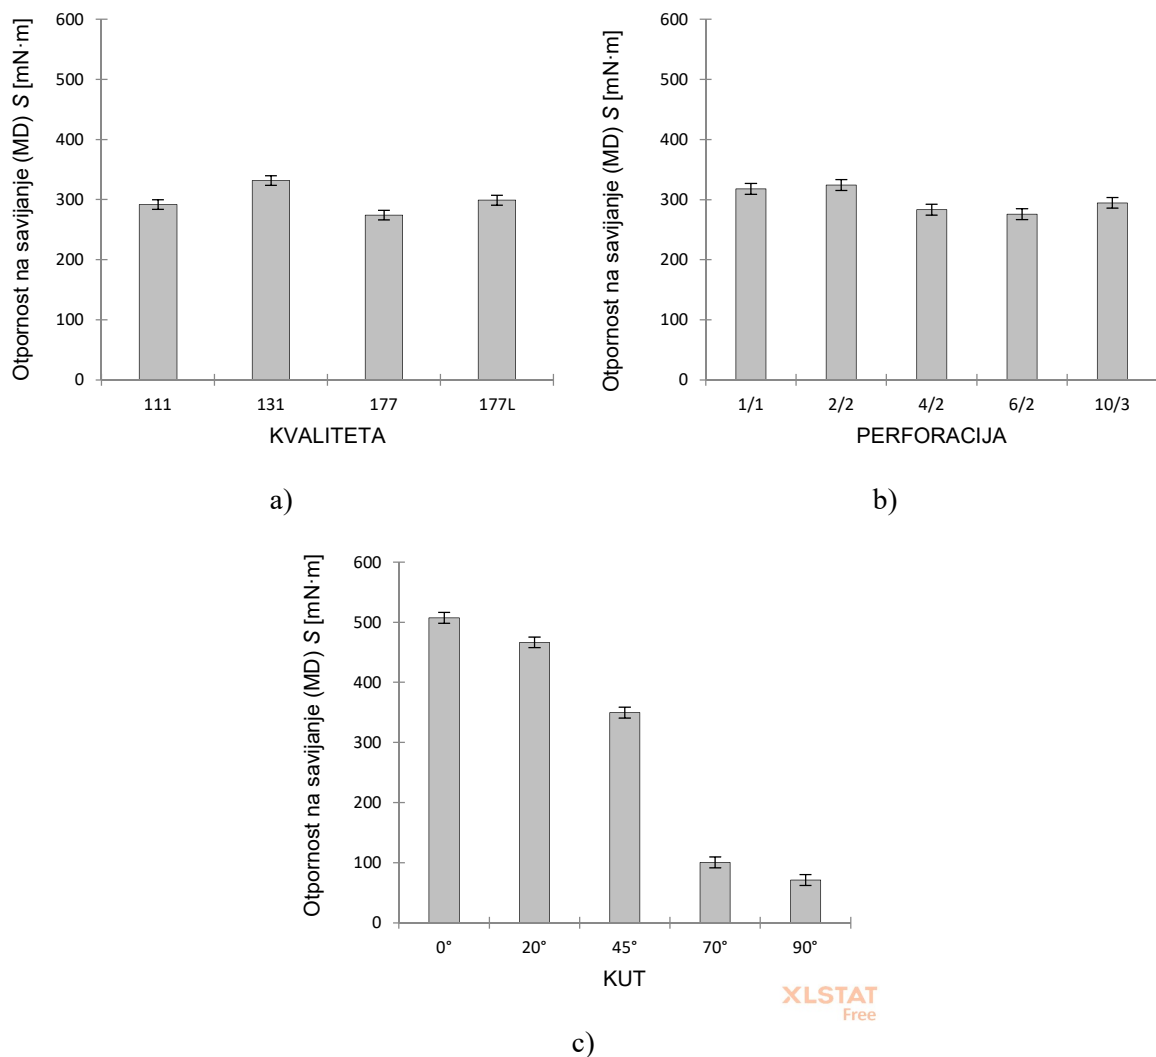 Otpornost na savijanje (MD) S [mN·m]
600
500
400
300
200
100
0
111 131 177 177L
KVALITETA
a)
Otpornost na savijanje (MD) S [mN·m]
600
500
400
300
200
100
0
1/1 2/2 4/2 6/2 10/3
PERFORACIJA
b)
Otpornost na savijanje (MD) S [mN·m]
600
500
400
300
200
100
0
0° 20° 45° 70° 90°
KUT
XLSTAT
Free
c)